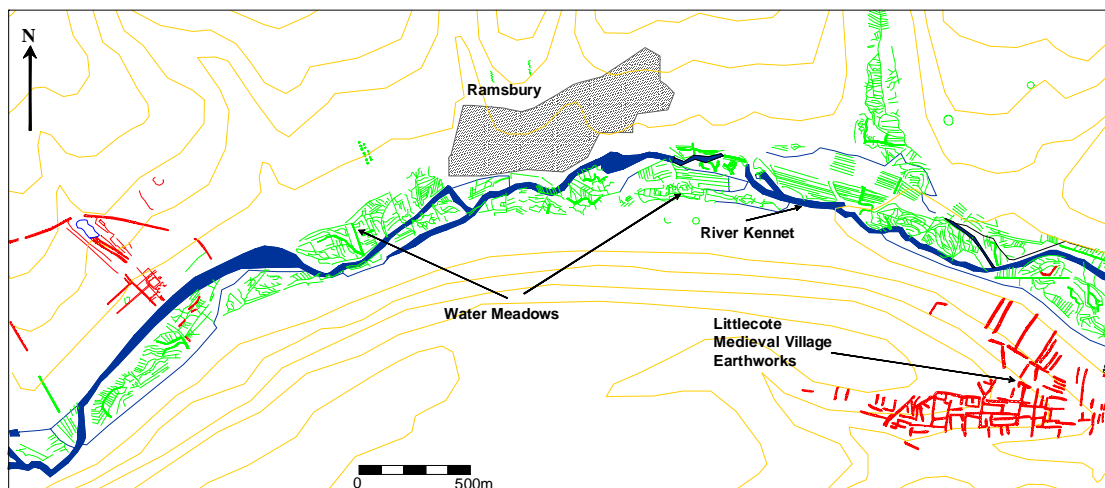 N
Ramsbury
River Kennet
Water Meadows
Littlecote
Medieval Village
Earthworks
0 500m